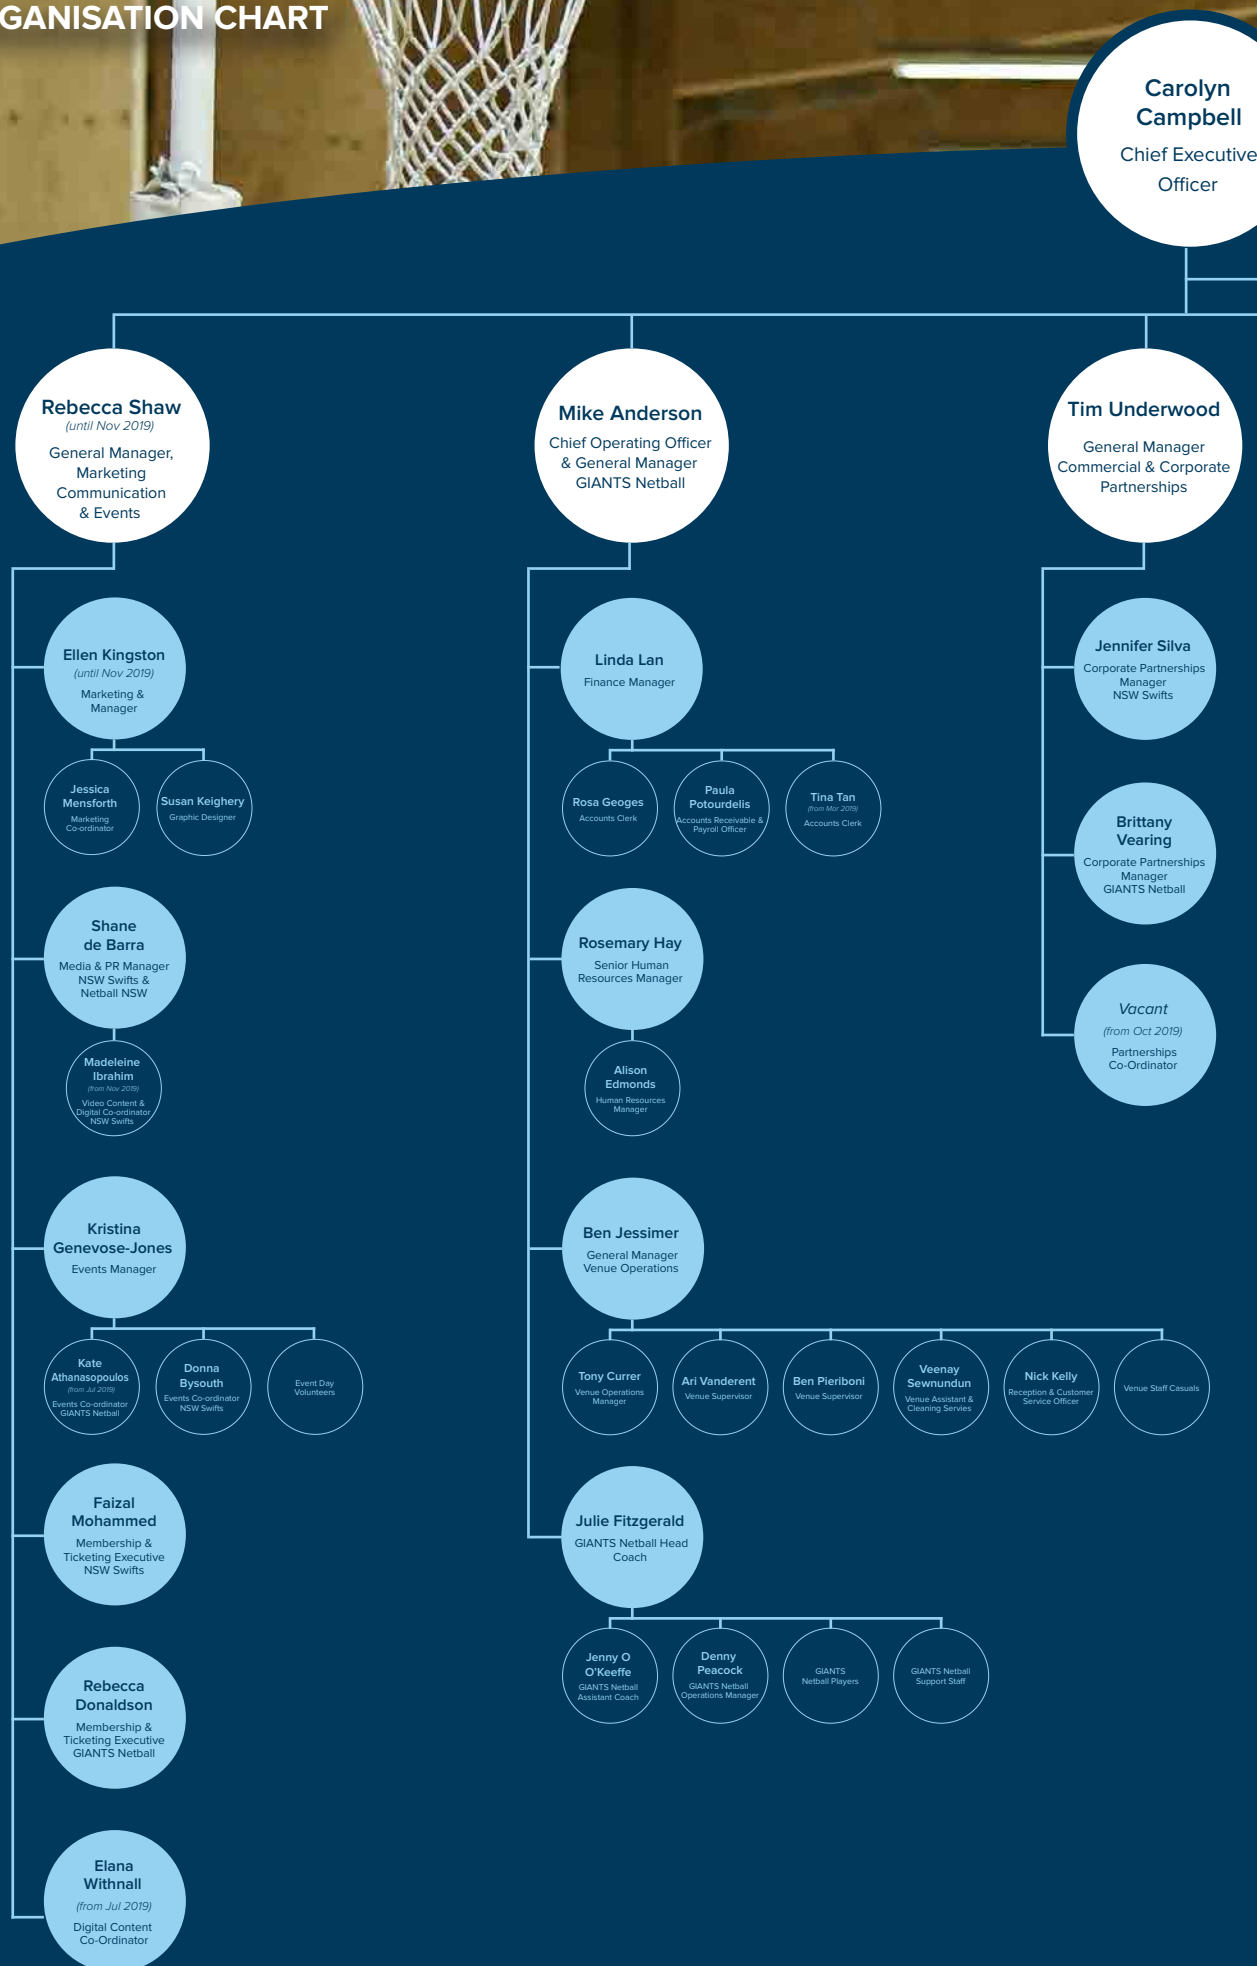 GANISATION CHART
Carolyn
Campbell
Chief Executive
Officer
Rebecca Shaw
(until Nov 2019)
General Manager,
Marketing
Communication
& Events
Mike Anderson
Chief Operating Officer
& General Manager
GIANTS Netball
Tim Underwood
General Manager
Commercial & Corporate
Partnerships
Ellen Kingston
(until Nov 2019)
Marketing &
Manager
Jessica
Mensforth
Marketing
Co-ordinator
Susan Keighery
Graphic Designer
Shane
de Barra
Media & PR Manager
NSW Swifts &
Netball NSW
Madeleine
Ibrahim
(from Nov 2019)
Video Content &
Digital Co-ordinator
NSW Swifts
Kristina
Genevose-Jones
Events Manager
Kate
Athanasopoulos
(from Jul 2019)
Events Co-ordinator
GIANTS Netball
Donna
Bysouth
Events Co-ordinator
NSW Swifts
Event Day
Volunteers
Faizal
Mohammed
Membership &
Ticketing Executive
NSW Swifts
Rebecca
Donaldson
Membership &
Ticketing Executive
GIANTS Netball
Elana
Withnall
(from Jul 2019)
Digital Content
Co-Ordinator
Linda Lan
Finance Manager
Rosa Geoges
Accounts Clerk
Paula
Potourdelis
Accounts Receivable &
Payroll Officer
Tina Tan
(from Mar 2019)
Accounts Clerk
Rosemary Hay
Senior Human
Resources Manager
Alison
Edmonds
Human Resources
Manager
Ben Jessimer
General Manager
Venue Operations
Tony Currer
Venue Operations
Manager
Ari Vanderent
Venue Supervisor
Ben Pieriboni
Venue Supervisor
Veenay
Sewnundun
Venue Assistant &
Cleaning Servies
Nick Kelly
Reception & Customer
Service Officer
Venue Staff Casuals
Julie Fitzgerald
GIANTS Netball Head
Coach
Jenny O
O'Keeffe
GIANTS Netball
Assistant Coach
Denny
Peacock
GIANTS Netball
Operations Manager
GIANTS
Netball Players
GIANTS Netball
Support Staff
Jennifer Silva
Corporate Partnerships
Manager
NSW Swifts
Brittany
Vearing
Corporate Partnerships
Manager
GIANTS Netball
Vacant
(from Oct 2019)
Partnerships
Co-Ordinator